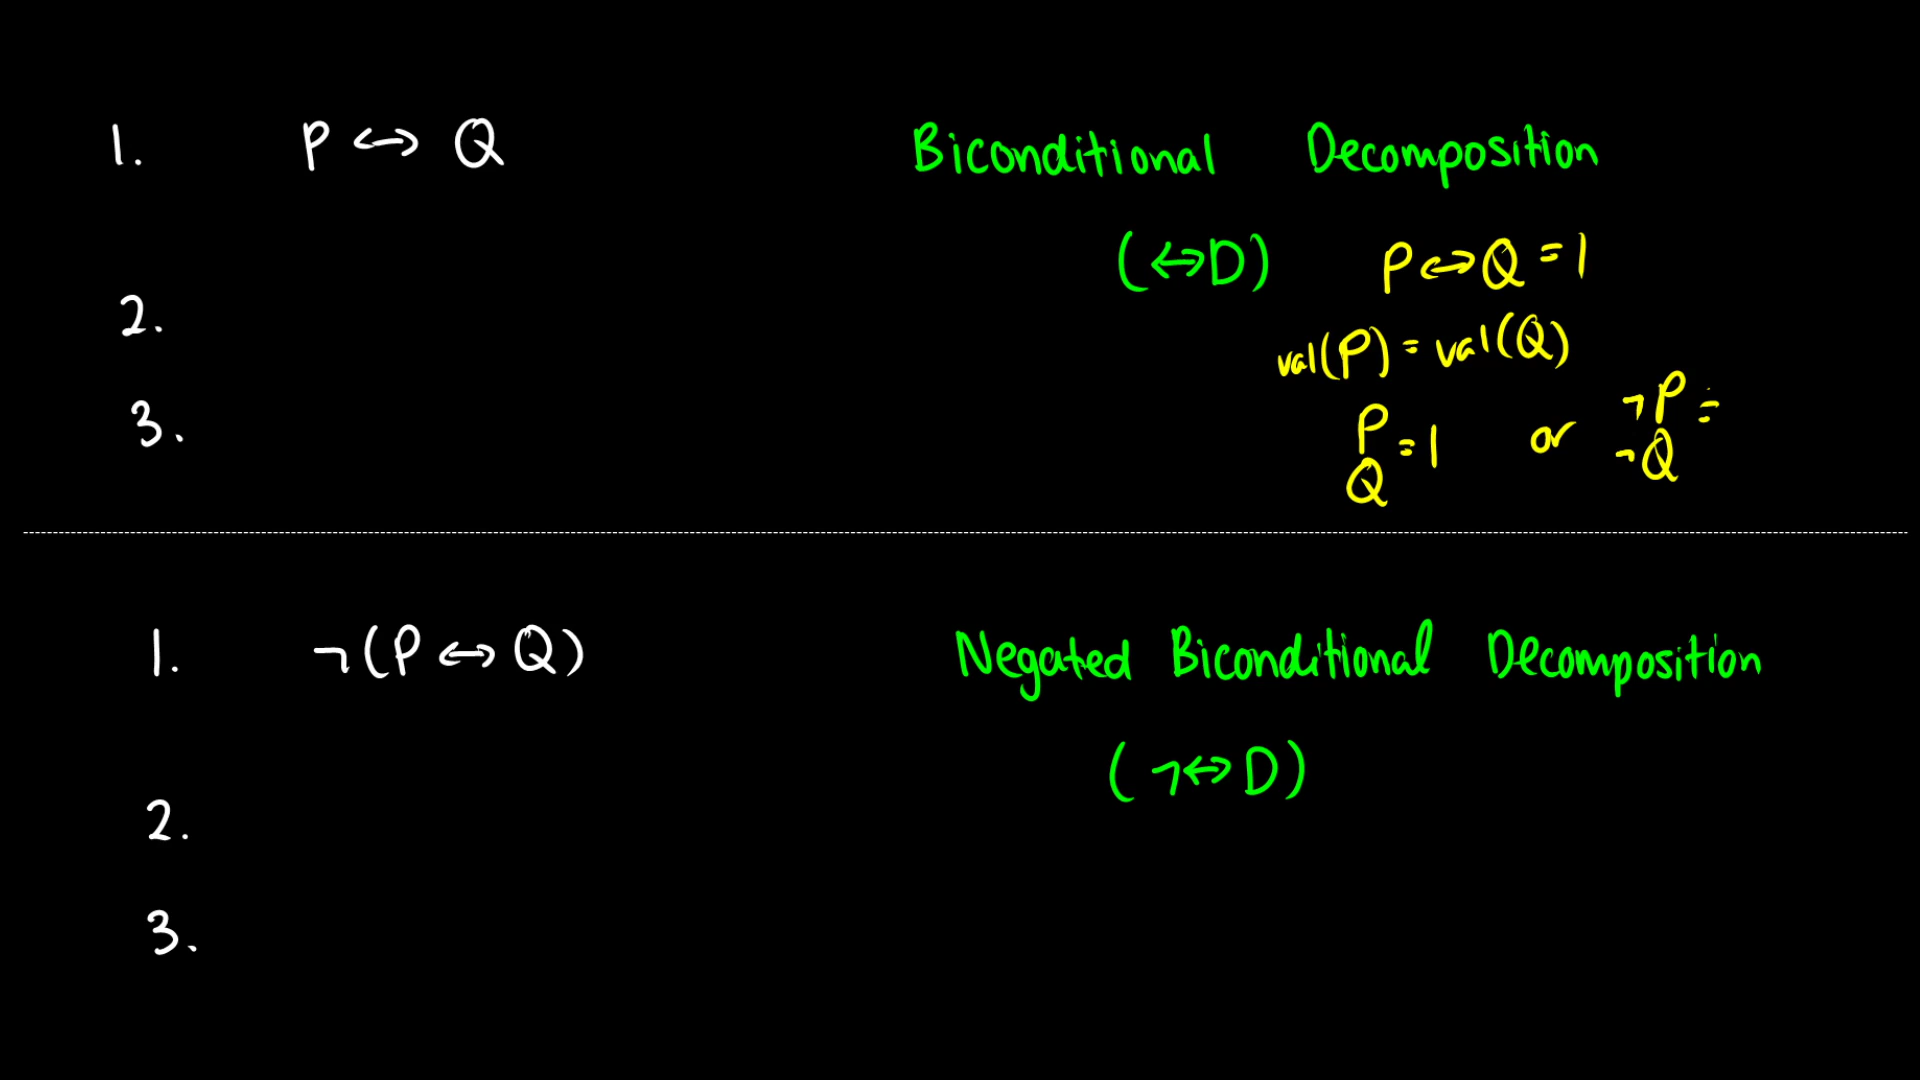 1. P ↔ Q Biconditional Decomposition
(↔D) P ↔ Q = 1
2.
val(P) = val(Q)
3.
P = 1 or ¬P =
Q ¬Q
1. ¬(P ↔ Q) Negated Biconditional Decomposition
(¬↔D)
2.
3.